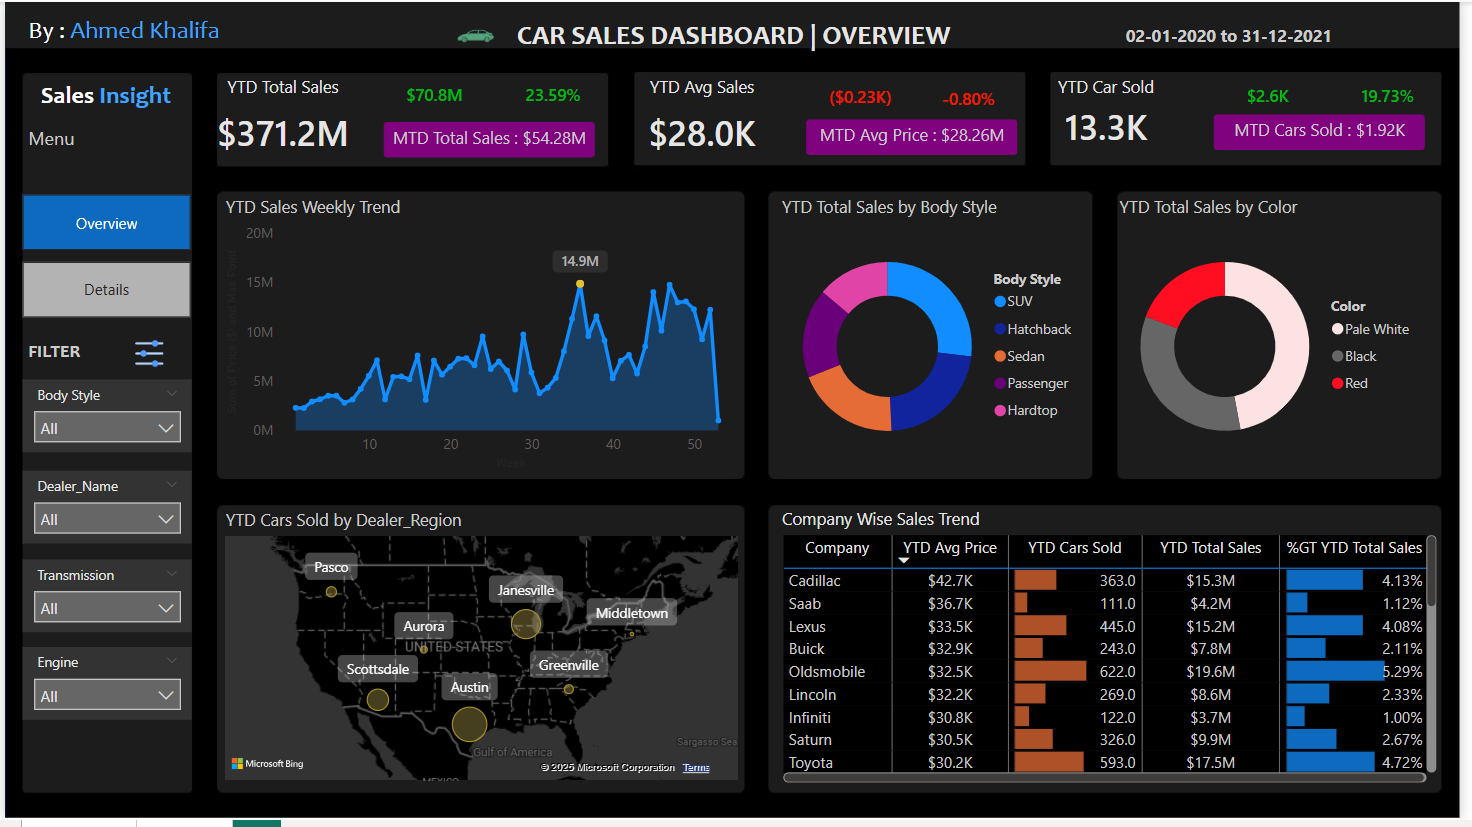 By : Ahmed Khalifa
CAR SALES DASHBOARD | OVERVIEW
02-01-2020 to 31-12-2021
Sales Insight
Menu
Overview
Details
FILTER
Body Style
All
Dealer_Name
All
Transmission
All
Engine
All
YTD Total Sales
$70.8M
23.59%
$371.2M
MTD Total Sales : $54.28M
YTD Avg Sales
($0.23K)
-0.80%
$28.0K
MTD Avg Price : $28.26M
YTD Car Sold
$2.6K
19.73%
13.3K
MTD Cars Sold : $1.92K
YTD Sales Weekly Trend
20M
15M
10M
5M
0M
14.9M
10 20 30 40 50
Week
YTD Total Sales by Body Style
Body Style
SUV
Hatchback
Sedan
Passenger
Hardtop
YTD Total Sales by Color
Color
Pale White
Black
Red
YTD Cars Sold by Dealer_Region
Pasco
Janesville
Middletown
Aurora
UNITED STATES
Greenville
Scottsdale
Austin
Sargasso Sea
Gulf of America
MEXICO
Microsoft Bing
© 2025 Microsoft Corporation Terms
Company Wise Sales Trend
Company YTD Avg Price YTD Cars Sold YTD Total Sales %GT YTD Total Sales
Cadillac $42.7K 363.0 $15.3M 4.13%
Saab $36.7K 111.0 $4.2M 1.12%
Lexus $33.5K 445.0 $15.2M 4.08%
Buick $32.9K 243.0 $7.8M 2.11%
Oldsmobile $32.5K 622.0 $19.6M 5.29%
Lincoln $32.2K 269.0 $8.6M 2.33%
Infiniti $30.8K 122.0 $3.7M 1.00%
Saturn $30.5K 326.0 $9.9M 2.67%
Toyota $30.2K 593.0 $17.5M 4.72%